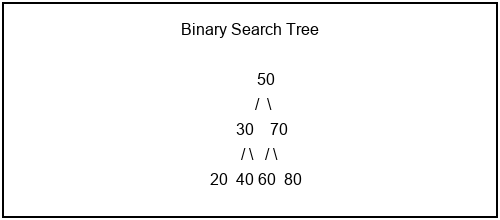 Binary Search Tree
50
/ \
30 70
/ \ / \
20 40 60 80